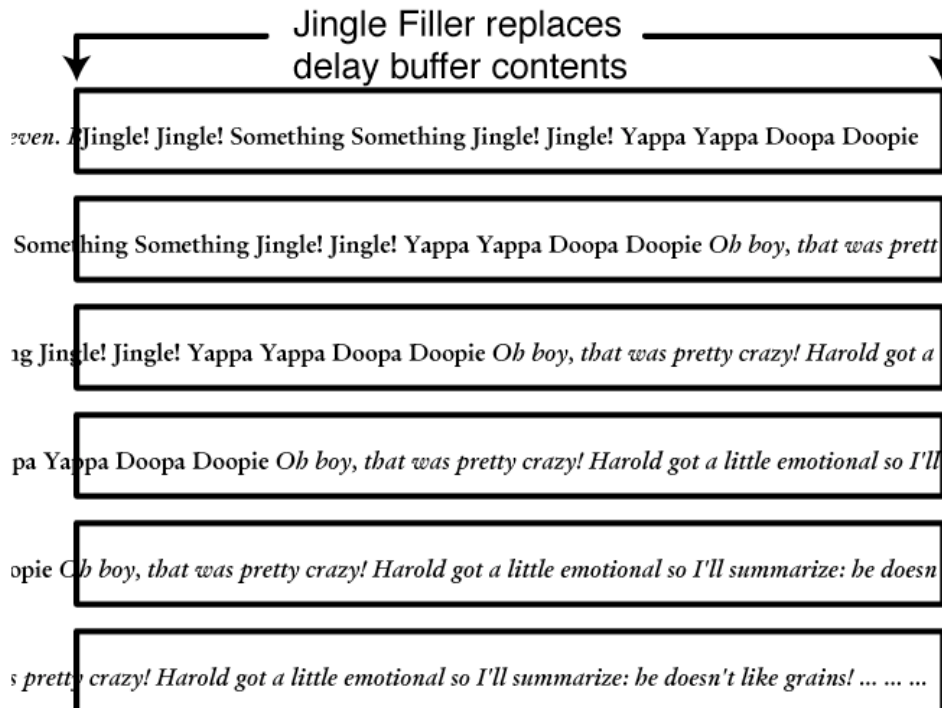 Jingle Filler replaces
delay buffer contents
even. Jingle! Jingle! Something Something Jingle! Jingle! Yappa Yappa Doopa Doopie
Something Something Jingle! Jingle! Yappa Yappa Doopa Doopie Oh boy, that was prett
ng Jingle! Jingle! Yappa Yappa Doopa Doopie Oh boy, that was pretty crazy! Harold got a
pa Yappa Doopa Doopie Oh boy, that was pretty crazy! Harold got a little emotional so I'll
opie Oh boy, that was pretty crazy! Harold got a little emotional so I'll summarize: he doesn
s pretty crazy! Harold got a little emotional so I'll summarize: he doesn't like grains! ... ... ...